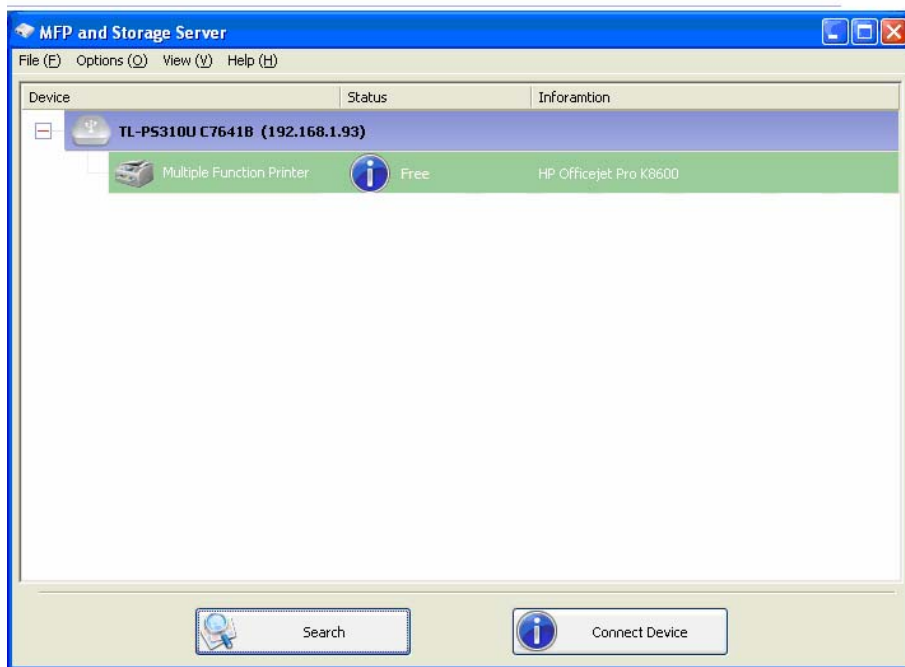 MFP and Storage Server
File (F) Options (O) View (V) Help (H)
Device Status Inforamtion
TL-PS310U C7641B (192.168.1.93)
Multiple Function Printer Free HP Officejet Pro K8600
Search Connect Device